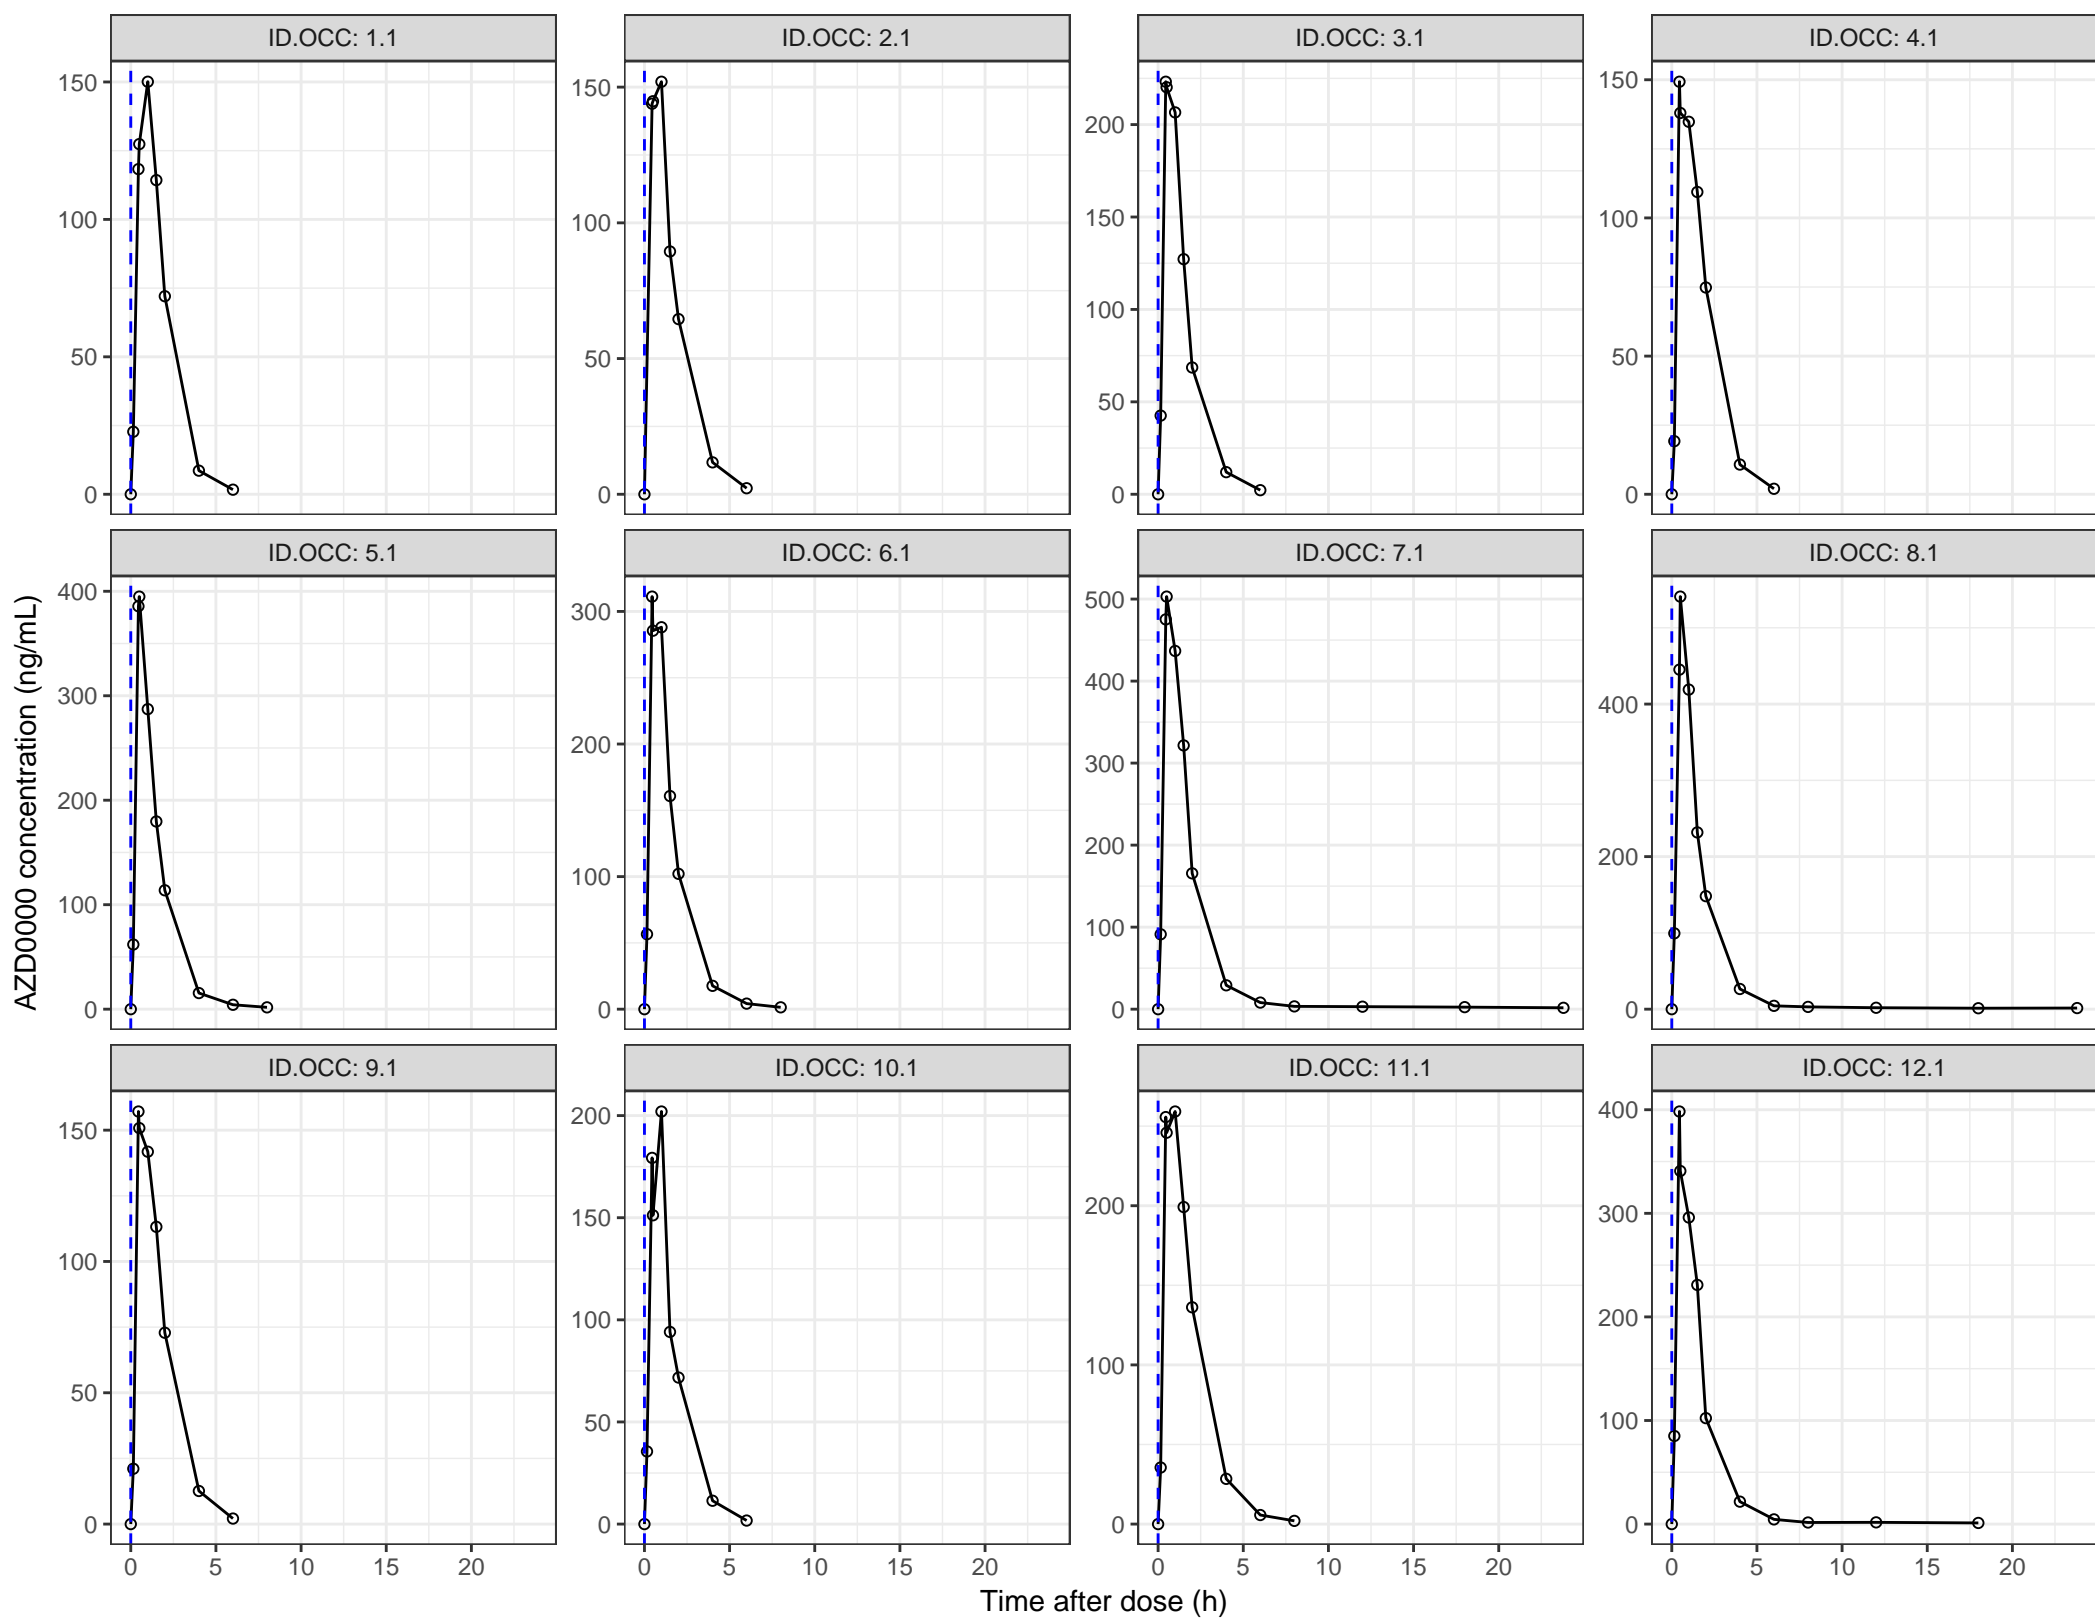 ID.OCC: 1.1
ID.OCC: 2.1
ID.OCC: 3.1
ID.OCC: 4.1
150
100
50
0
150
100
50
0
200
150
100
50
0
150
100
50
0
ID.OCC: 5.1
ID.OCC: 6.1
ID.OCC: 7.1
ID.OCC: 8.1
400
300
200
100
0
300
200
100
0
500
400
300
200
100
0
400
200
0
AZD0000 concentration (ng/mL)
ID.OCC: 9.1
ID.OCC: 10.1
ID.OCC: 11.1
ID.OCC: 12.1
150
100
50
0
200
150
100
50
0
200
100
0
400
300
200
100
0
0 5 10 15 20
0 5 10 15 20
0 5 10 15 20
0 5 10 15 20
Time after dose (h)